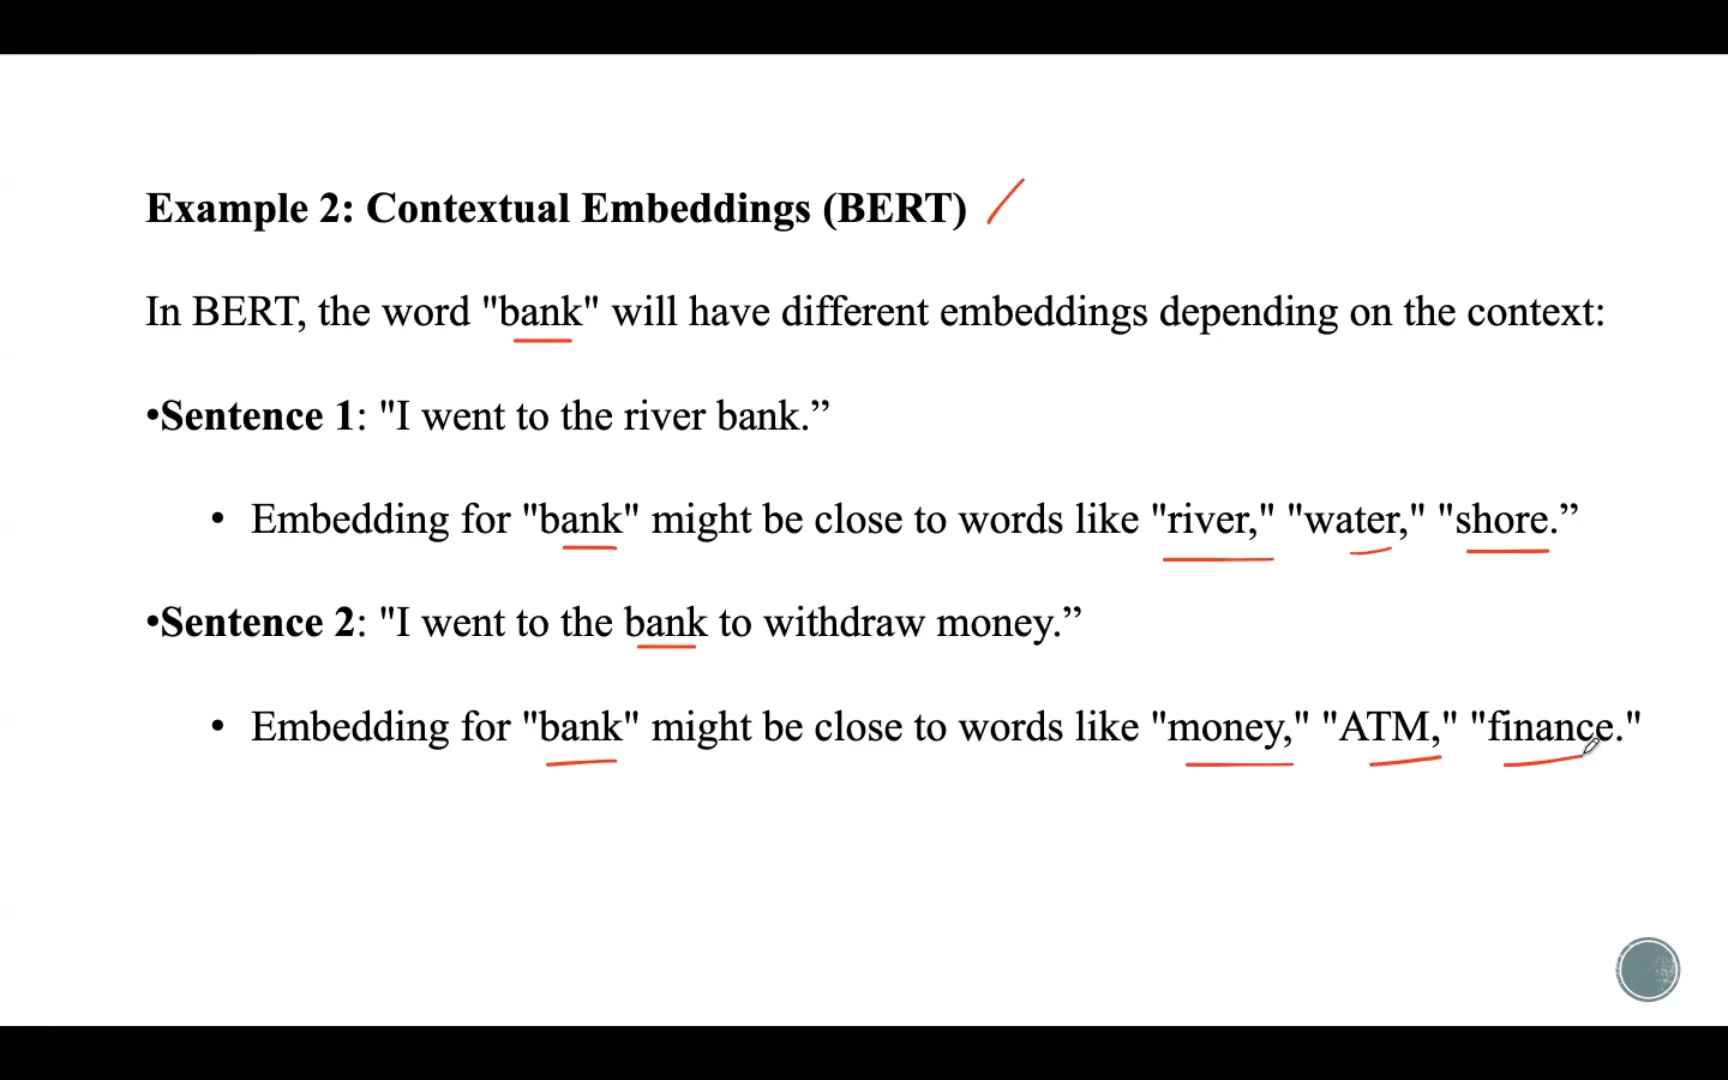 Example 2: Contextual Embeddings (BERT)
In BERT, the word "bank" will have different embeddings depending on the context:
•Sentence 1: "I went to the river bank.”
• Embedding for "bank" might be close to words like "river," "water," "shore.”
•Sentence 2: "I went to the bank to withdraw money.”
• Embedding for "bank" might be close to words like "money," "ATM," "finance."